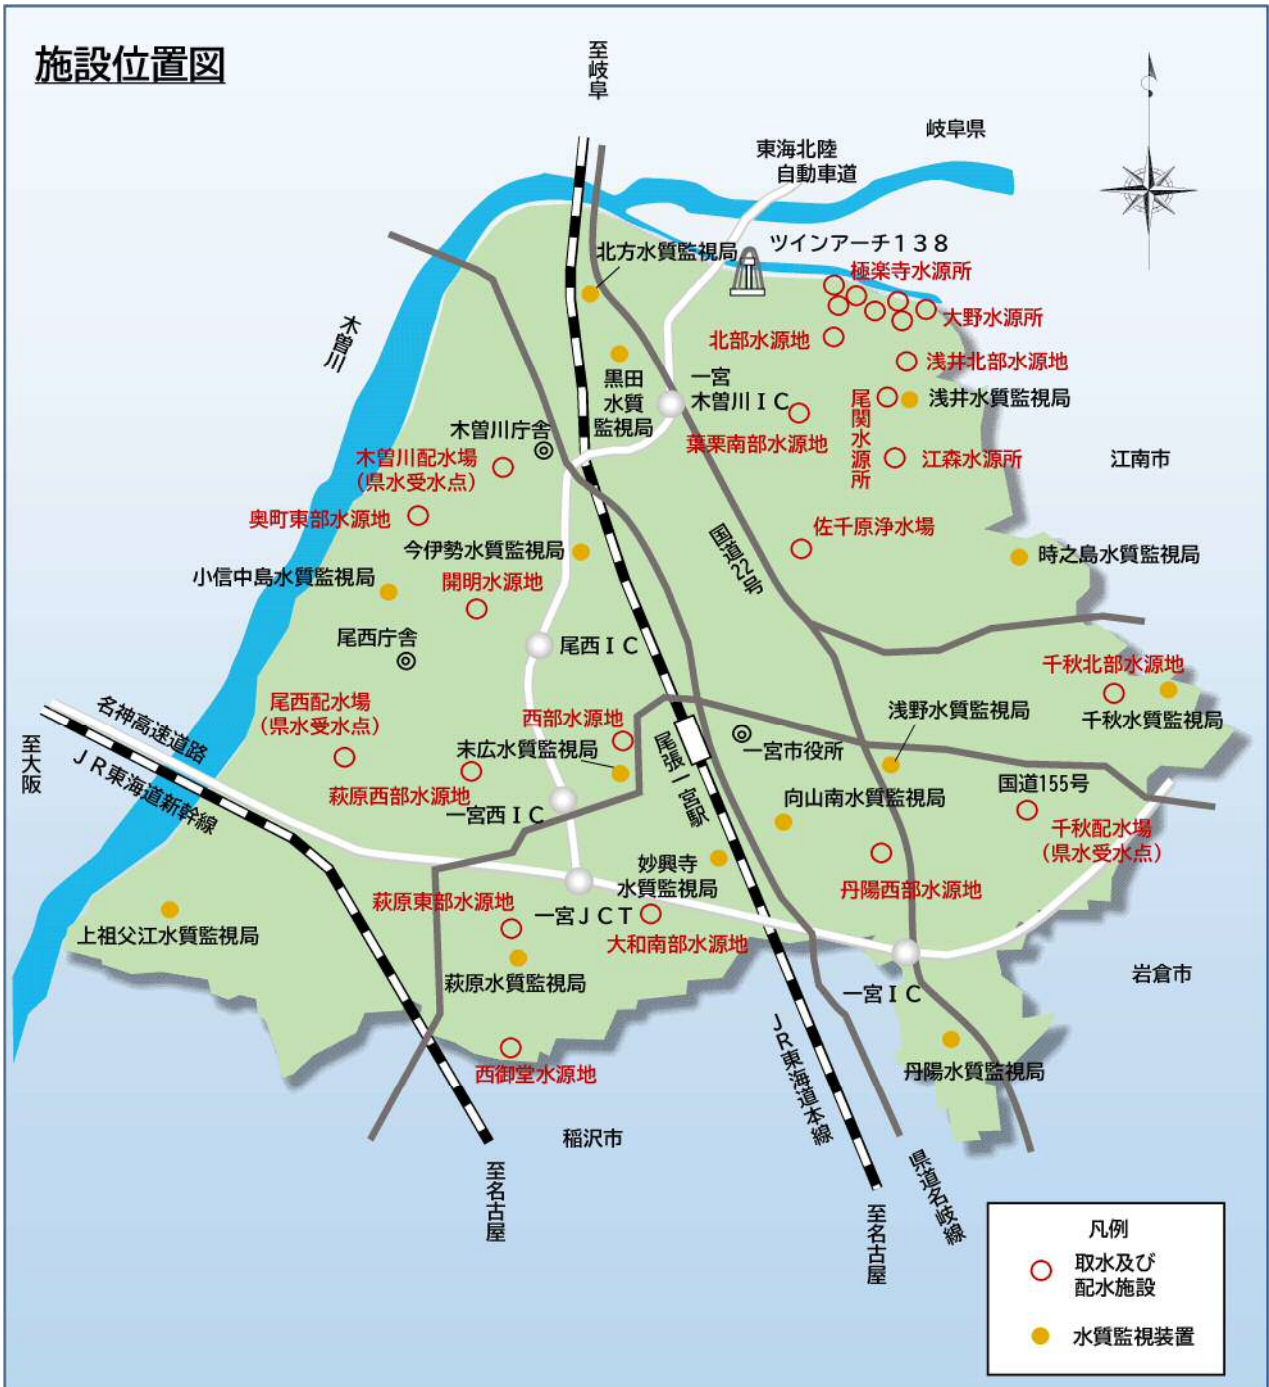 施設位置図
至岐阜
岐阜県
東海北陸
自動車道
ツインアーチ138
北方水質監視局
極楽寺水源所
大野水源所
木曽川
北部水源地
浅井北部水源地
黒田
水質
監視局
一宮
木曽川IC
尾関水源所
浅井水質監視局
木曽川庁舎
葉栗南部水源地
木曽川配水場
(県水受水点)
江森水源所
江南市
奥町東部水源地
国道22号
佐千原浄水場
今伊勢水質監視局
時之島水質監視局
小信中島水質監視局
開明水源地
尾西庁舎
尾西IC
千秋北部水源地
名神高速道路
尾西配水場
(県水受水点)
西部水源地
浅野水質監視局
千秋水質監視局
至大阪
JR東海道新幹線
末広水質監視局
尾張一宮駅
一宮市役所
国道155号
萩原西部水源地
一宮西IC
向山南水質監視局
千秋配水場
(県水受水点)
妙興寺
水質監視局
丹陽西部水源地
萩原東部水源地
一宮JCT
大和南部水源地
上祖父江水質監視局
萩原水質監視局
岩倉市
一宮IC
JR東海道本線
西御堂水源地
丹陽水質監視局
稲沢市
至名古屋
県道名岐線
至名古屋
凡例
取水及び
配水施設
水質監視装置